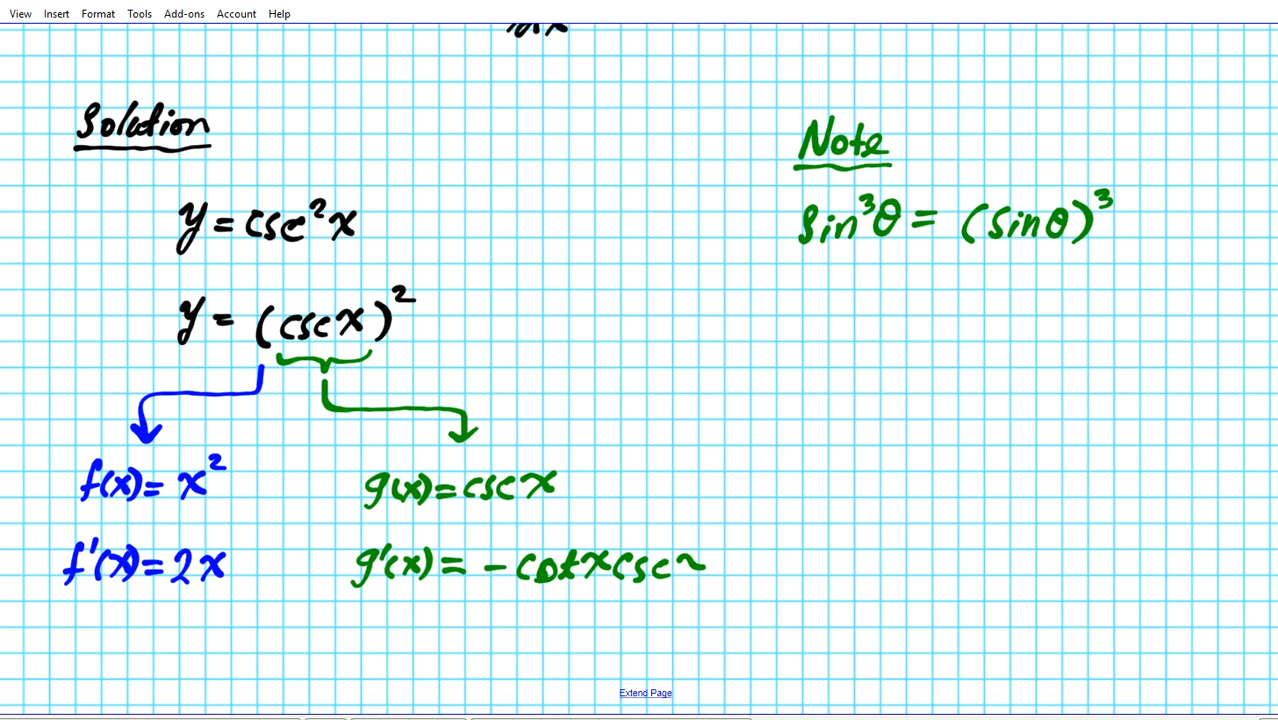 View Insert Format Tools Add-ons Account Help
Solution
y = csc²x
y = (cscx)²
f(x) = x²
f'(x) = 2x
g(x) = cscx
g'(x) = - cotxcsc
Note
sin³θ = (sinθ)³
Extend Page